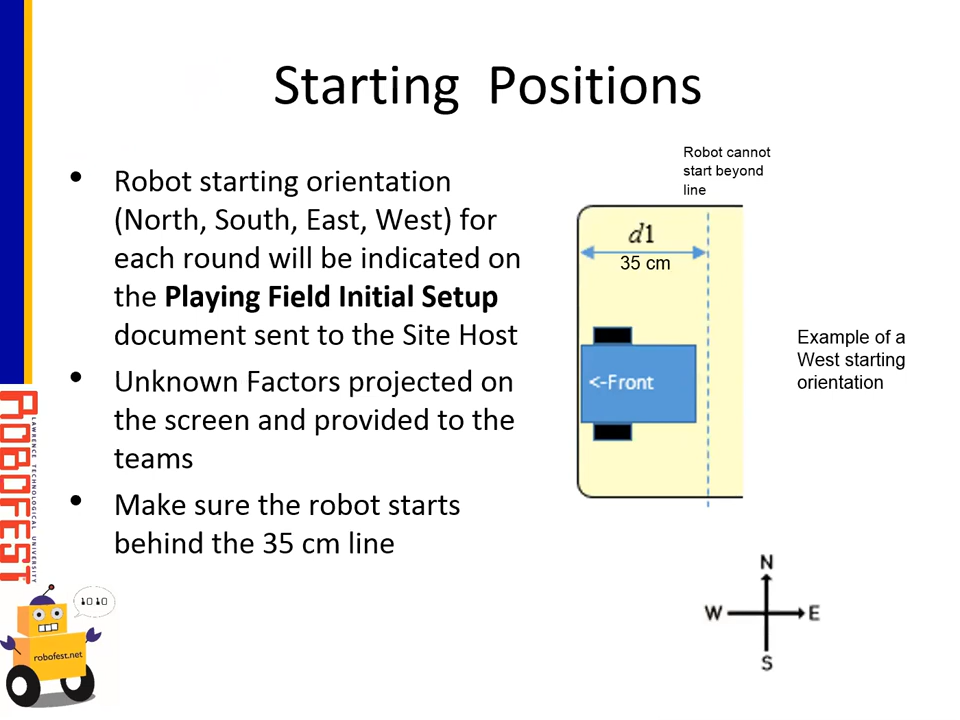 Starting Positions
• Robot starting orientation
(North, South, East, West) for
each round will be indicated on
the Playing Field Initial Setup
document sent to the Site Host
• Unknown Factors projected on
the screen and provided to the
teams
• Make sure the robot starts
behind the 35 cm line
Robot cannot
start beyond
line
d1
35 cm
<-Front
Example of a
West starting
orientation
N
W E
S
ROBOFEST
LAWRENCE TECHNOLOGICAL UNIVERSITY
1010
robofest.net